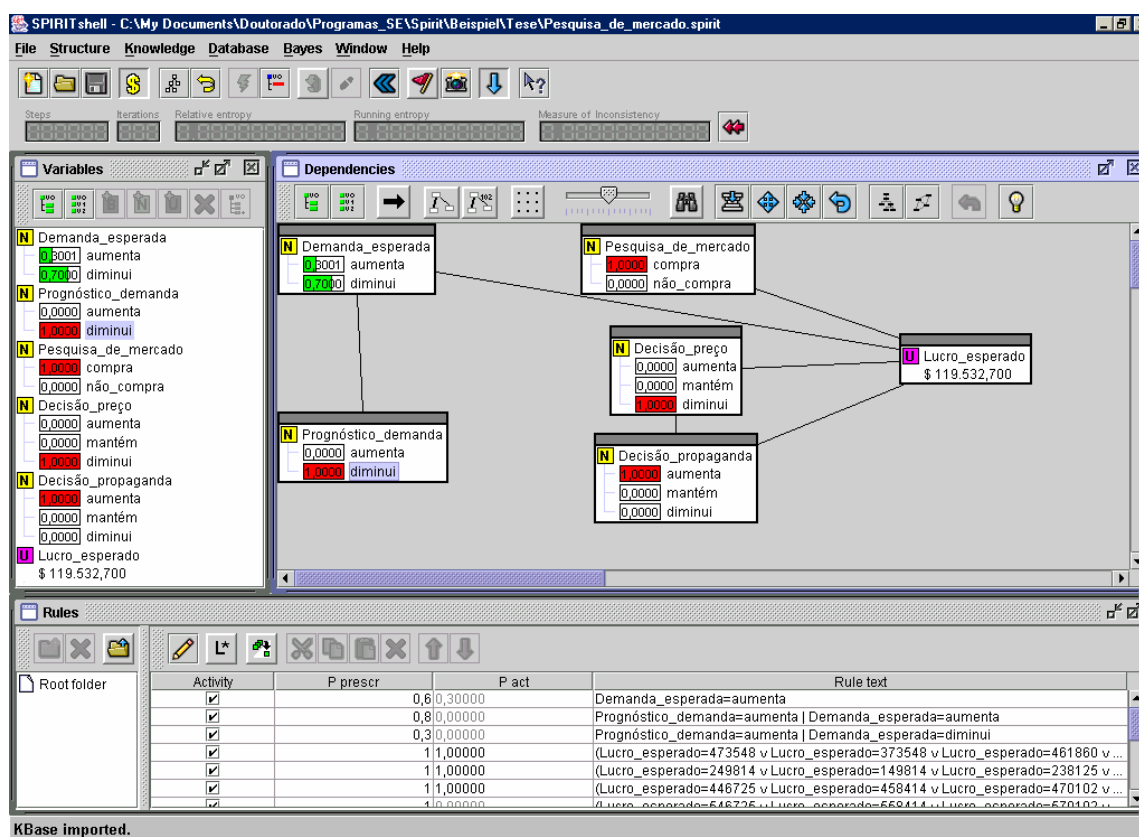 SPIRITshell - C:\My Documents\Doutorado\Programas_SE\Spirit\Beispiel\Tese\Pesquisa_de_mercado.spirit
File Structure Knowledge Database Bayes Window Help
Steps Iterations Relative entropy Running entropy Measure of Inconsistency
Variables
N Demanda_esperada
0,3001 aumenta
0,7000 diminui
N Prognóstico_demanda
0,0000 aumenta
1,0000 diminui
N Pesquisa_de_mercado
1,0000 compra
0,0000 não_compra
N Decisão_preço
0,0000 aumenta
0,0000 mantém
1,0000 diminui
N Decisão_propaganda
1,0000 aumenta
0,0000 mantém
0,0000 diminui
U Lucro_esperado
$ 119.532,700
Dependencies
N Demanda_esperada
0,3001 aumenta
0,7000 diminui
N Pesquisa_de_mercado
1,0000 compra
0,0000 não_compra
N Decisão_preço
0,0000 aumenta
0,0000 mantém
1,0000 diminui
U Lucro_esperado
$ 119.532,700
N Prognóstico_demanda
0,0000 aumenta
1,0000 diminui
N Decisão_propaganda
1,0000 aumenta
0,0000 mantém
0,0000 diminui
Rules
L*
Root folder
Activity P prescr P act Rule text
0,6 0,30000 Demanda_esperada=aumenta
0,8 0,00000 Prognóstico_demanda=aumenta | Demanda_esperada=aumenta
0,3 0,00000 Prognóstico_demanda=aumenta | Demanda_esperada=diminui
1 1,00000 (Lucro_esperado=473548 v Lucro_esperado=373548 v Lucro_esperado=461860 v ...
1 1,00000 (Lucro_esperado=249814 v Lucro_esperado=149814 v Lucro_esperado=238125 v ...
1 1,00000 (Lucro_esperado=446725 v Lucro_esperado=458414 v Lucro_esperado=470102 v ...
1 0,00000 (Lucro_esperado=546725 v Lucro_esperado=558414 v Lucro_esperado=570102 v ...
KBase imported.